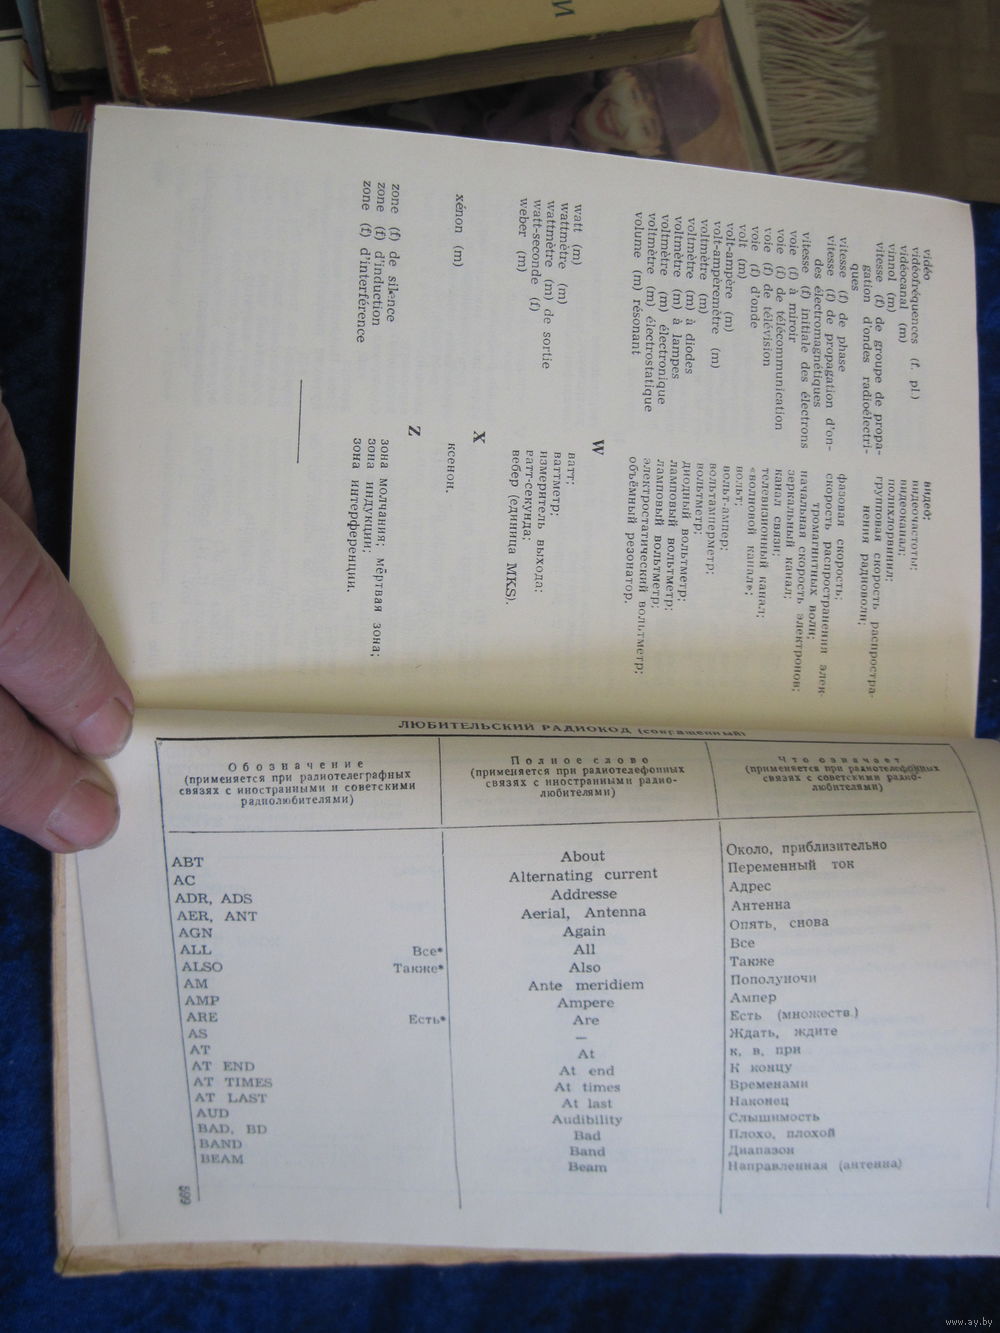 vidéo видео;
vidéofréquences (f. pl.) видеочастоты;
vidéocanal (m) видеоканал;
vinnol (m) полихлорвинил;
vitesse (f) de groupe de propa- групповая скорость распростра-
gation d'ondes radioélectri- нения радиоволн;
ques
vitesse (f) de phase фазовая скорость;
vitesse (f) de propagation d'on- скорость распространения элек-
des électromagnétiques тромагнитных волн;
vitesse (f) initiale des électrons начальная скорость электронов;
voie (f) à miroir зеркальный канал;
voie (f) de télécommunication канал связи;
voie (f) de télévision телевизионный канал;
voie (f) d'onde «волновой канал»;
volt (m) вольт;
volt-ampère (m) вольт-ампер;
volt-ampèremètre (m) вольтамперметр;
voltmètre (m) вольтметр;
voltmètre (m) à diodes диодный вольтметр;
voltmètre (m) à lampes ламповый вольтметр;
voltmètre (m) électronique ламповый вольтметр;
voltmètre (m) électrostatique электростатический вольтметр;
volume (m) résonant объёмный резонатор.
W
watt (m) ватт;
wattmètre (m) ваттметр;
wattmètre (m) de sortie измеритель выхода;
watt-seconde (f) ватт-секунда;
weber (m) вебер (единица MKS).
X
xénon (m) ксенон.
Z
zone (f) de silence зона молчания; мёртвая зона;
zone (f) d'induction зона индукции;
zone (f) d'interférence зона интерференции.
ЛЮБИТЕЛЬСКИЙ РАДИОКОД (сокращенный)
Обозначение
(применяется при радиотелеграфных
связях с иностранными и советскими
радиолюбителями)
Полное слово
(применяется при радиотелефонных
связях с иностранными радио-
любителями)
Что означает
(применяется при радиотелефонных
связях с советскими радио-
любителями)
ABT About Около, приблизительно
AC Alternating current Переменный ток
ADR, ADS Addresse Адрес
AER, ANT Aerial, Antenna Антенна
AGN Again Опять, снова
ALL Все* All Все
ALSO Также* Also Также
AM Ante meridiem Пополуночи
AMP Ampere Ампер
ARE Есть* Are Есть (множеств.)
AS — Ждать, ждите
AT At к, в, при
AT END At end К концу
AT TIMES At times Временами
AT LAST At last Наконец
AUD Audibility Слышимость
BAD, BD Bad Плохо, плохой
BAND Band Диапазон
BEAM Beam Направленная (антенна)
599
www.ay.by